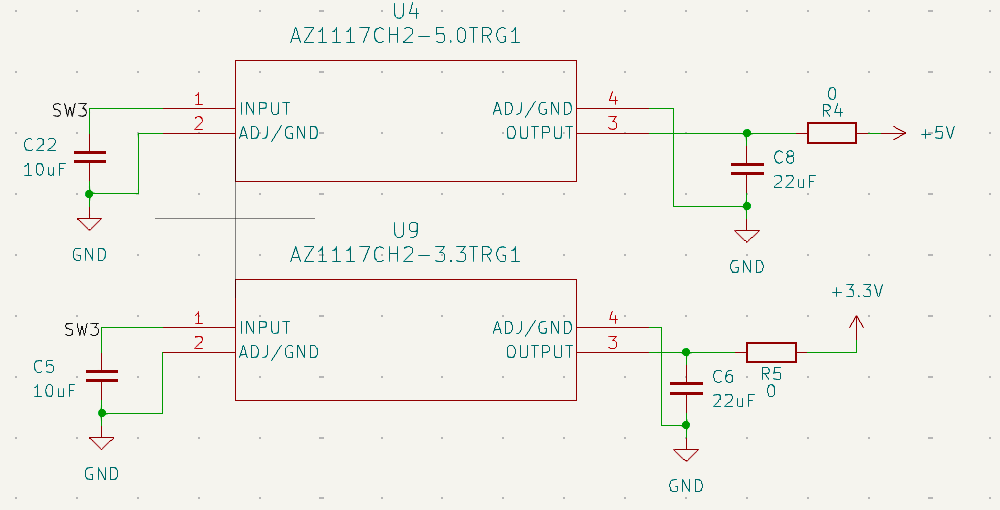 U4
AZ1117CH2-5.0TRG1
SW3
1
INPUT
2
ADJ/GND
ADJ/GND
4
OUTPUT
3
C22
10uF
GND
0
R4
+5V
C8
22uF
GND
U9
AZ1117CH2-3.3TRG1
SW3
1
INPUT
2
ADJ/GND
ADJ/GND
4
OUTPUT
3
C5
10uF
GND
+3.3V
R5
0
C6
22uF
GND